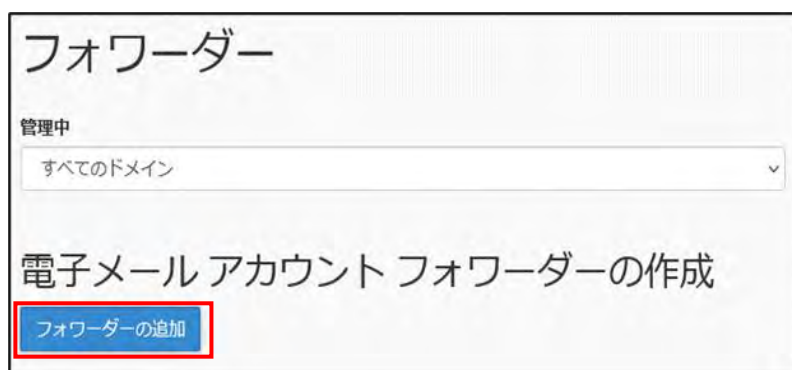 フォワーダー
管理中
すべてのドメイン
電子メール アカウント フォワーダーの作成
フォワーダーの追加